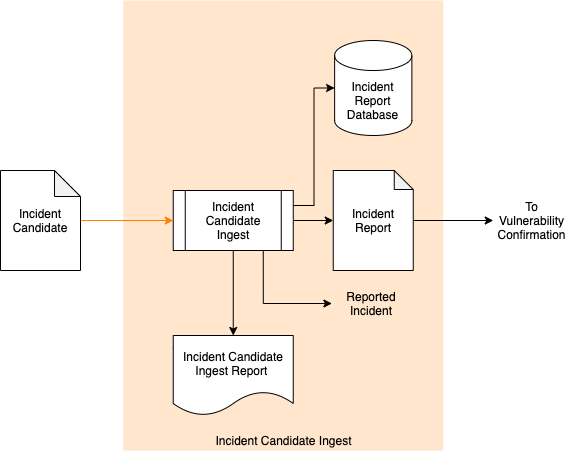 Incident
Report
Database
Incident
Candidate
Incident
Candidate
Ingest
Incident
Report
To
Vulnerability
Confirmation
Reported
Incident
Incident Candidate
Ingest Report
Incident Candidate Ingest